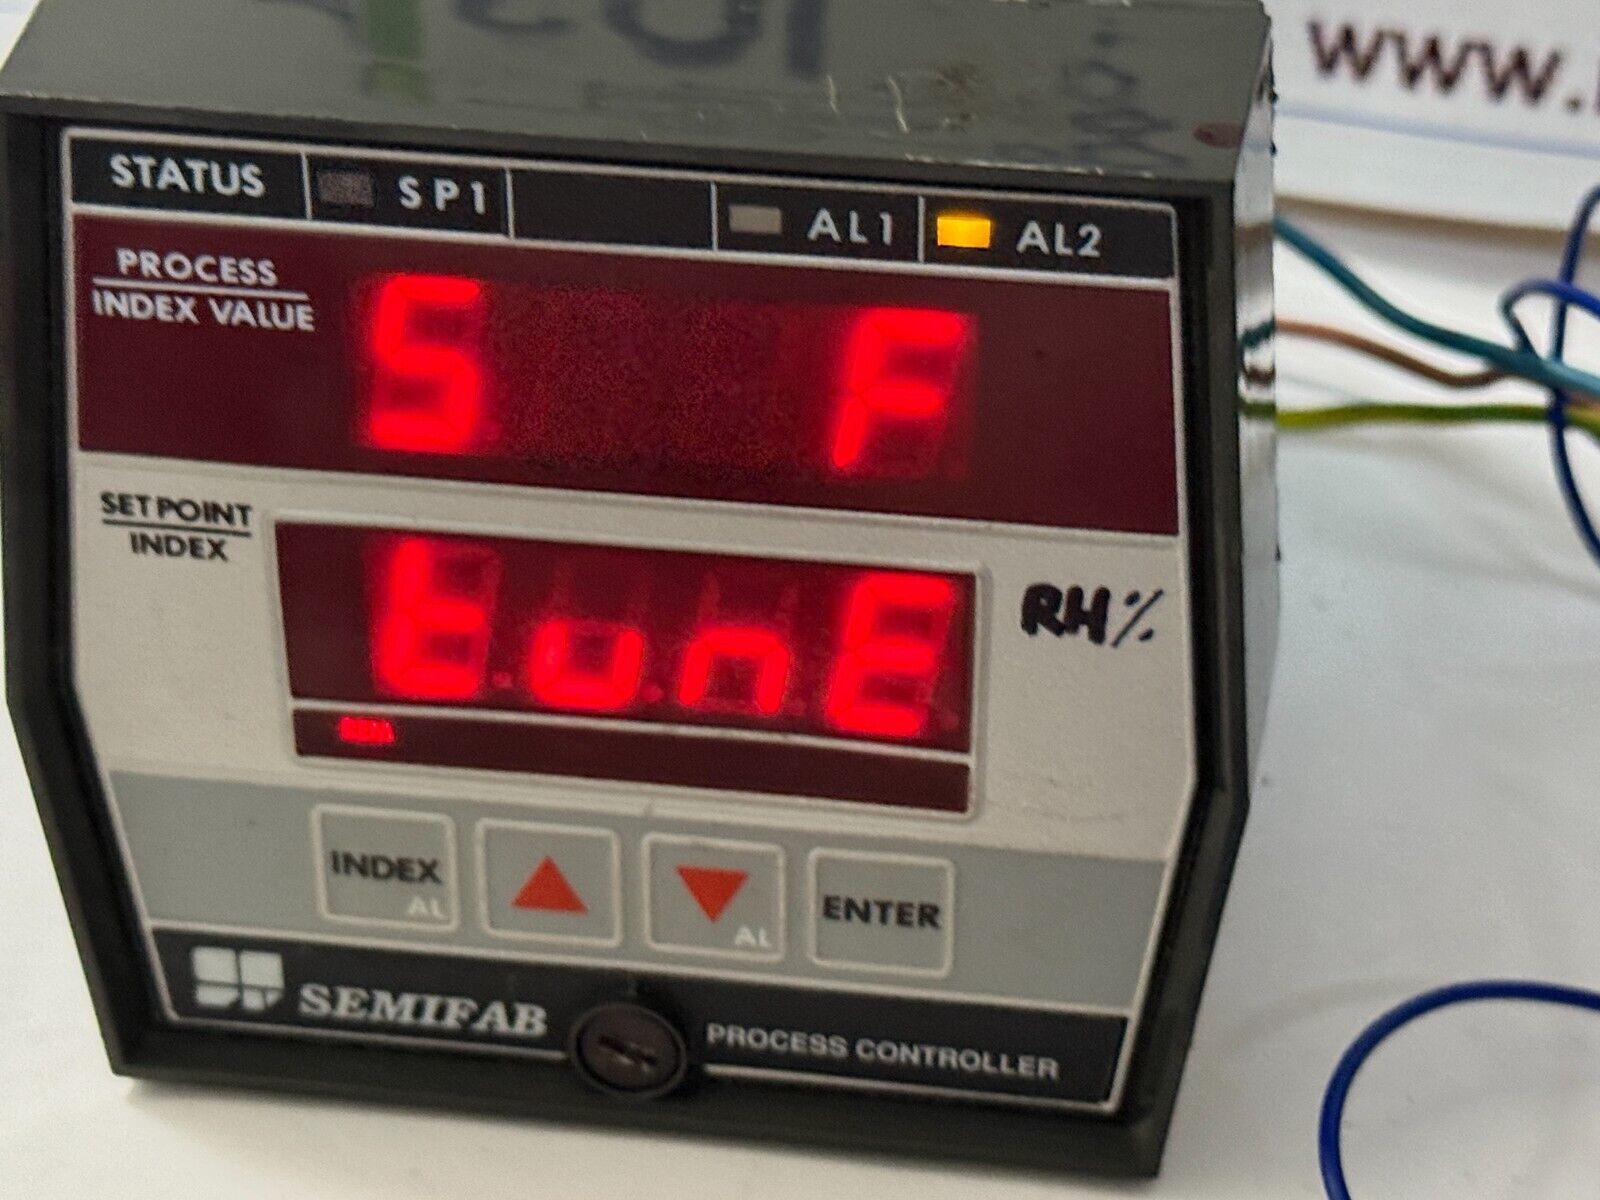 www.
STATUS SP1 AL1 AL2
PROCESS
INDEX VALUE
S F
SET POINT
INDEX
tunE
RH%
INDEX
AL
AL
ENTER
SEMIFAB
PROCESS CONTROLLER